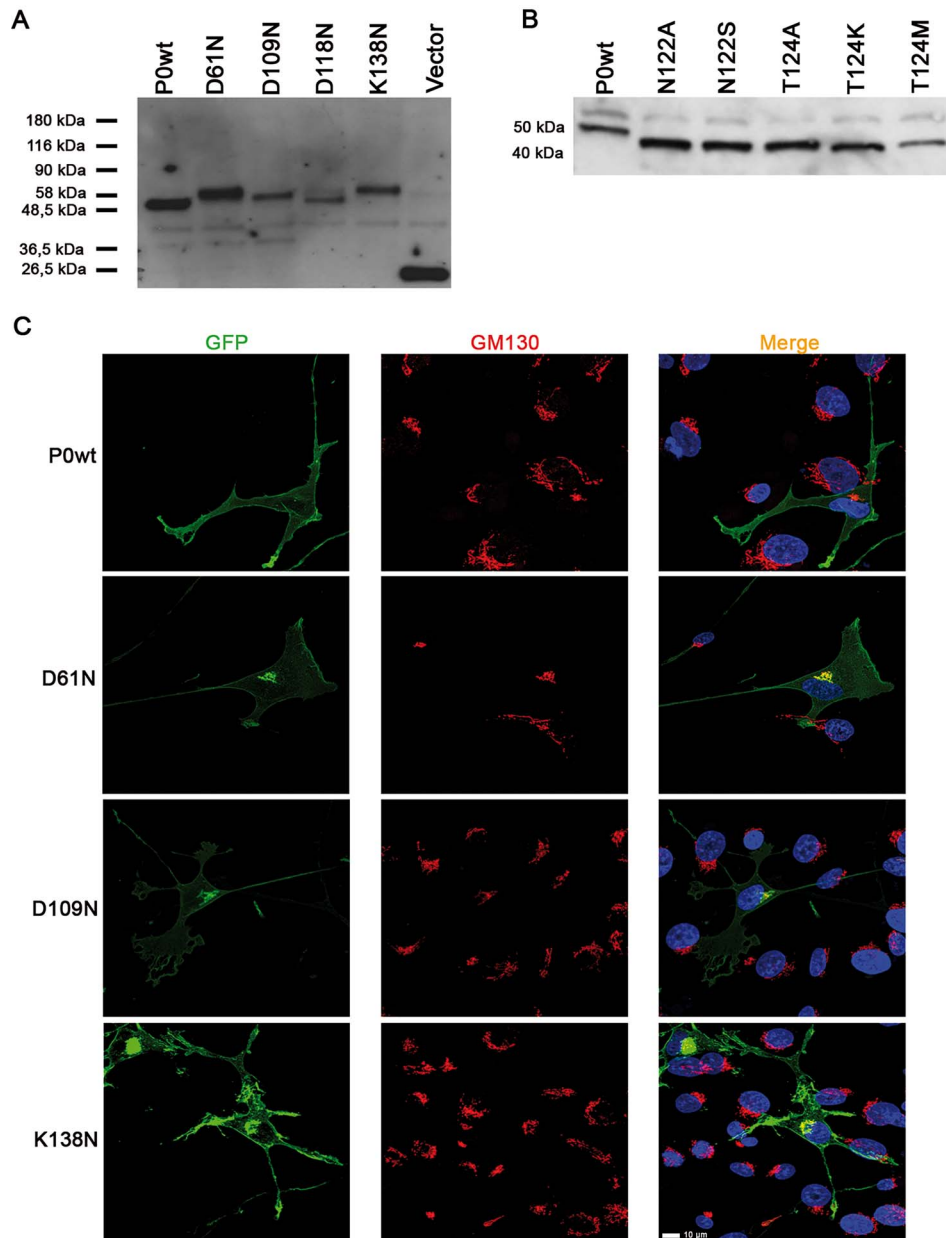 A
P0wt
D61N
D109N
D118N
K138N
Vector
180 kDa
116 kDa
90 kDa
58 kDa
48,5 kDa
36,5 kDa
26,5 kDa
B
P0wt
N122A
N122S
T124A
T124K
T124M
50 kDa
40 kDa
C
GFP GM130 Merge
P0wt
D61N
D109N
K138N
10 µm